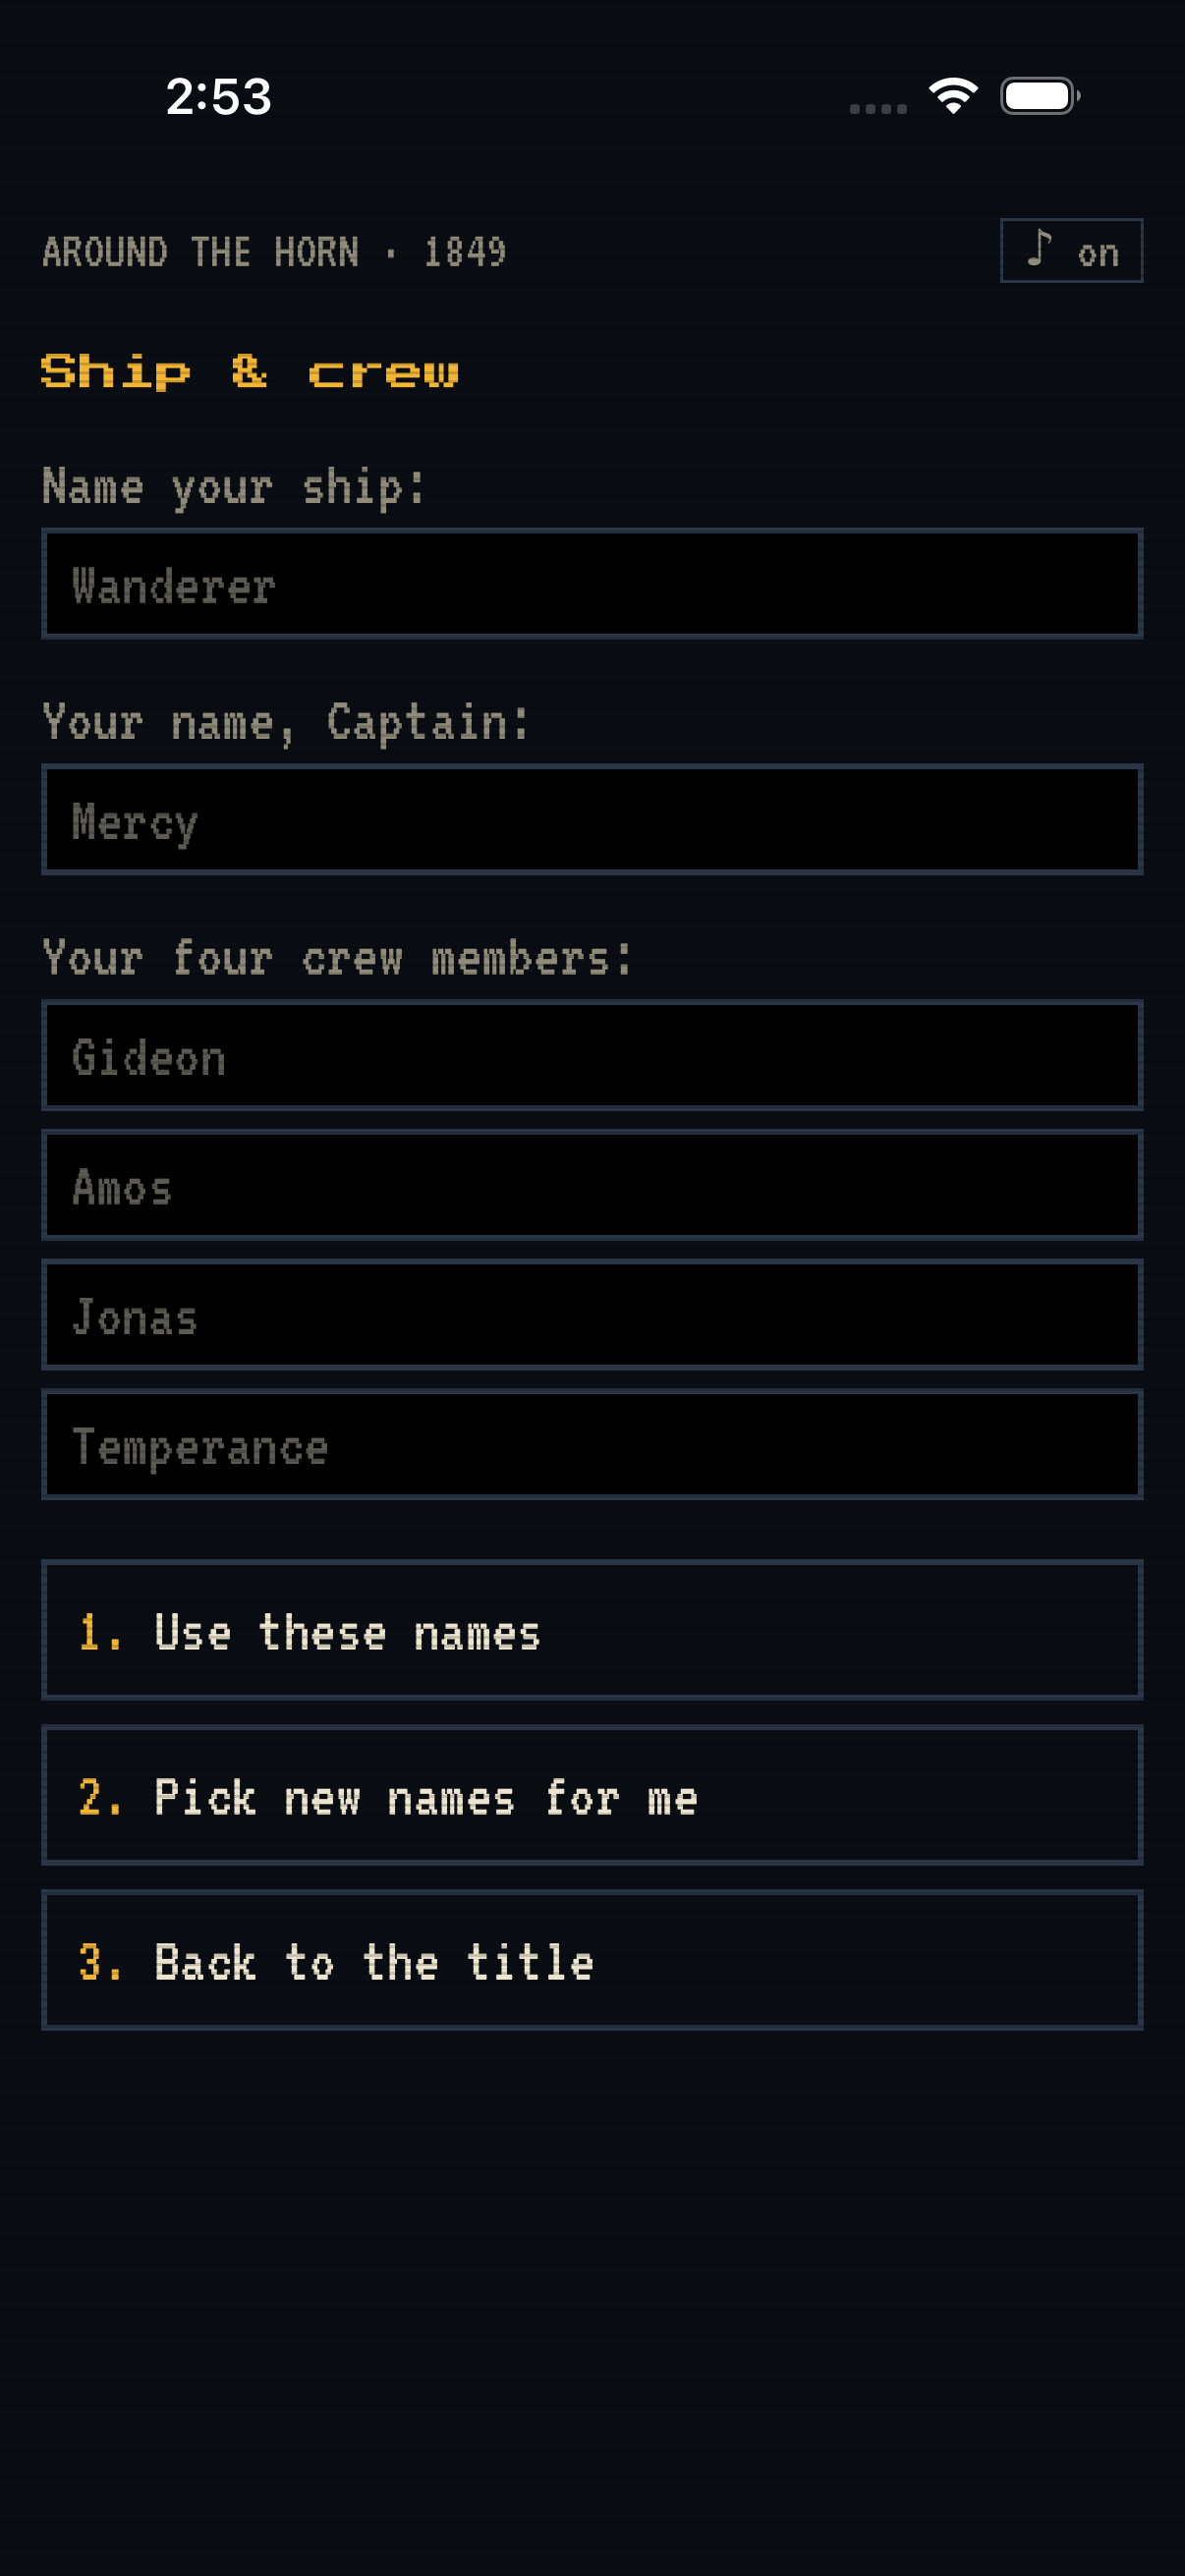 2:53
AROUND THE HORN · 1849
♪ on
Ship & crew
Name your ship:
Wanderer
Your name, Captain:
Mercy
Your four crew members:
Gideon
Amos
Jonas
Temperance
1. Use these names
2. Pick new names for me
3. Back to the title